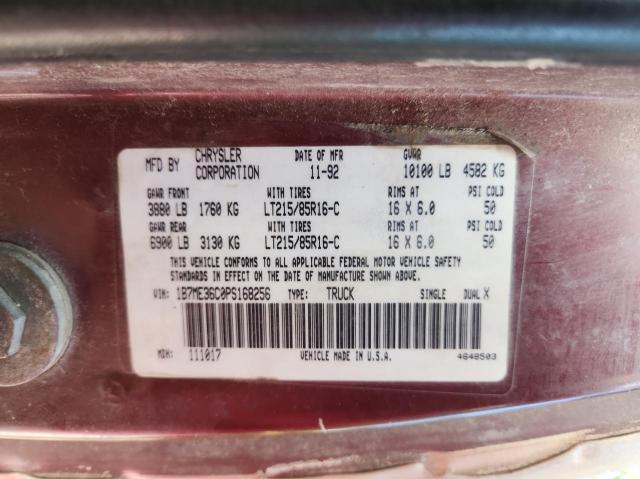 MFD BY CHRYSLER CORPORATION DATE OF MFR 11-92 GVWR 10100 LB 4582 KG
GAWR FRONT WITH TIRES RIMS AT PSI COLD
3880 LB 1760 KG LT215/85R16-C 16 X 6.0 50
GAWR REAR WITH TIRES RIMS AT PSI COLD
6900 LB 3130 KG LT215/85R16-C 16 X 6.0 50
THIS VEHICLE CONFORMS TO ALL APPLICABLE FEDERAL MOTOR VEHICLE SAFETY
STANDARDS IN EFFECT ON THE DATE OF MANUFACTURE SHOWN ABOVE
VIN: 1B7ME36C0PS168256 TYPE: TRUCK SINGLE DUAL X
MDH: 111017 VEHICLE MADE IN U.S.A. 4648503